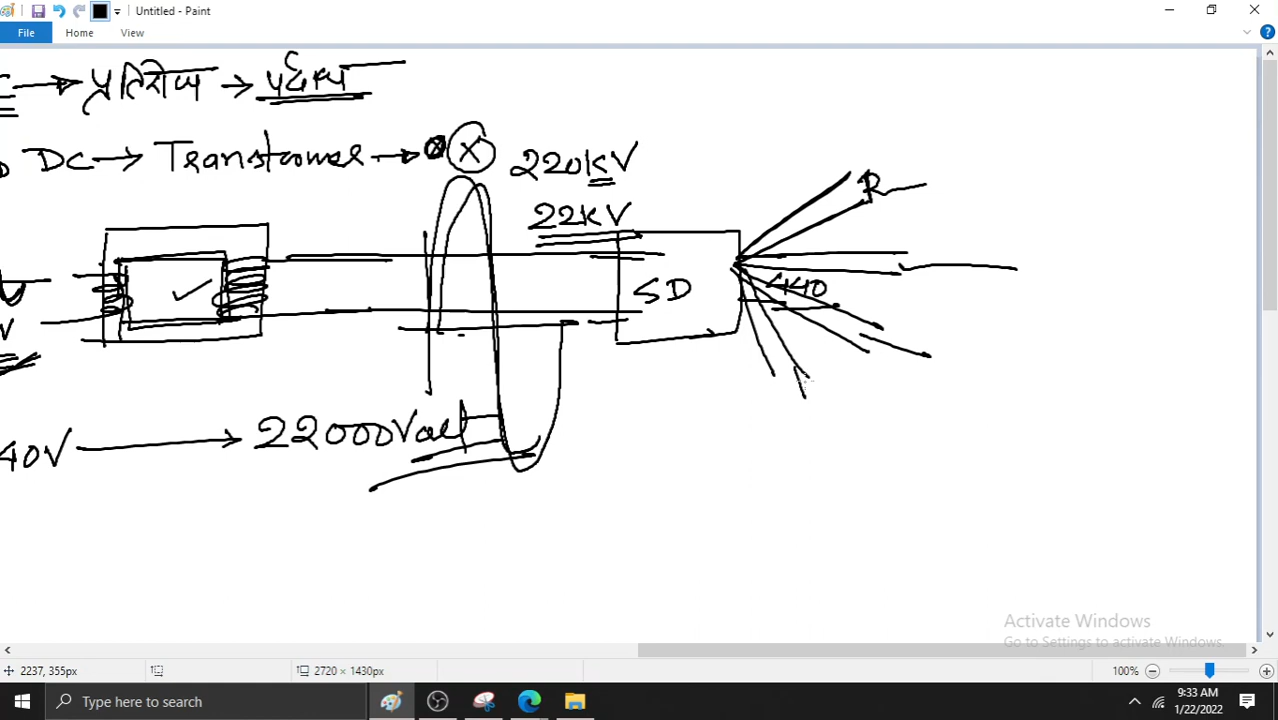 Untitled - Paint
File Home View
→ प्रतिरोध → पदार्थ
DC → Transformer → X 220KV
22KV
R
SD 440
40V → 22000Volt
Activate Windows
Go to Settings to activate Windows.
2237, 355px 2720 × 1430px 100%
Type here to search
9:33 AM
1/22/2022